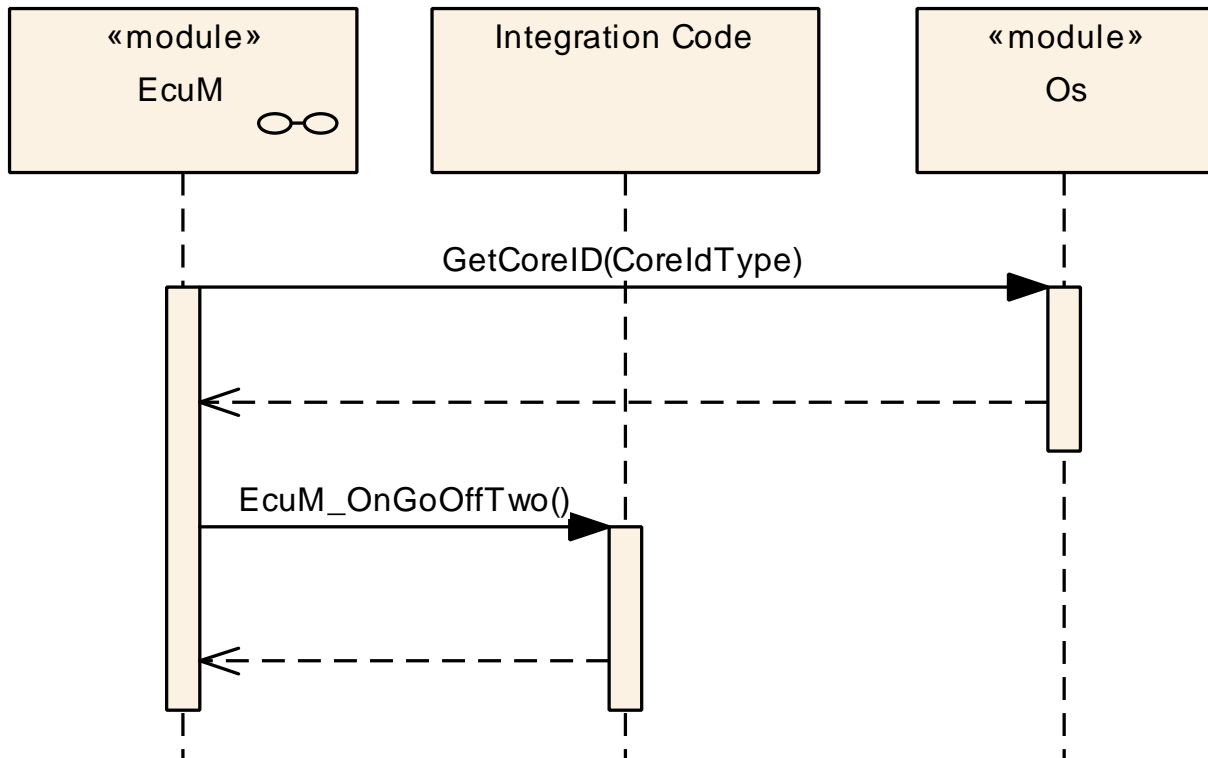 «module»
EcuM
Integration Code
«module»
Os
GetCoreID(CoreIdType)
EcuM_OnGoOffTwo()